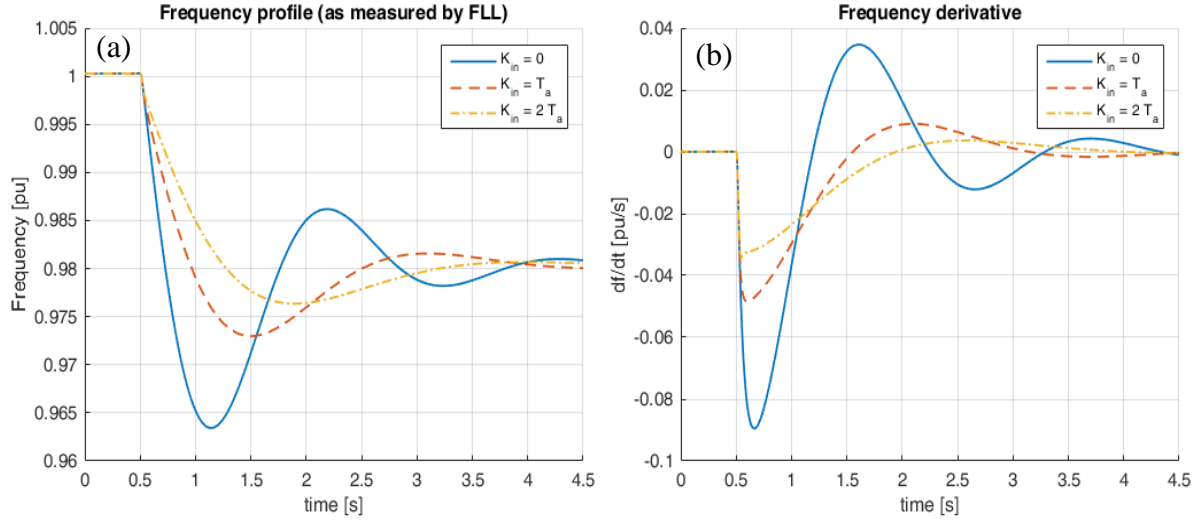 Frequency profile (as measured by FLL)
(a)
K_in = 0
K_in = T_a
K_in = 2 T_a
1.005
1
0.995
0.99
0.985
0.98
0.975
0.97
0.965
0.96
Frequency [pu]
0 0.5 1 1.5 2 2.5 3 3.5 4 4.5
time [s]
Frequency derivative
(b)
K_in = 0
K_in = T_a
K_in = 2 T_a
0.04
0.02
0
-0.02
-0.04
-0.06
-0.08
-0.1
df/dt [pu/s]
0 0.5 1 1.5 2 2.5 3 3.5 4 4.5
time [s]